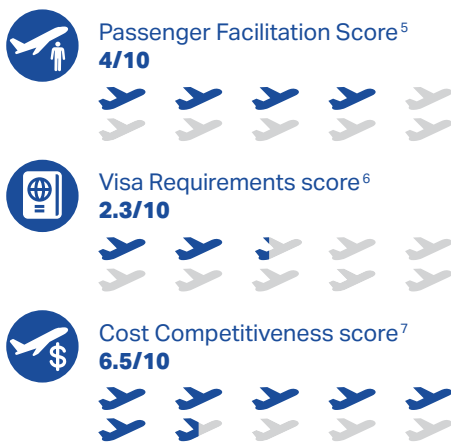 Passenger Facilitation Score⁵
4/10
Visa Requirements score⁶
2.3/10
$
Cost Competitiveness score⁷
6.5/10